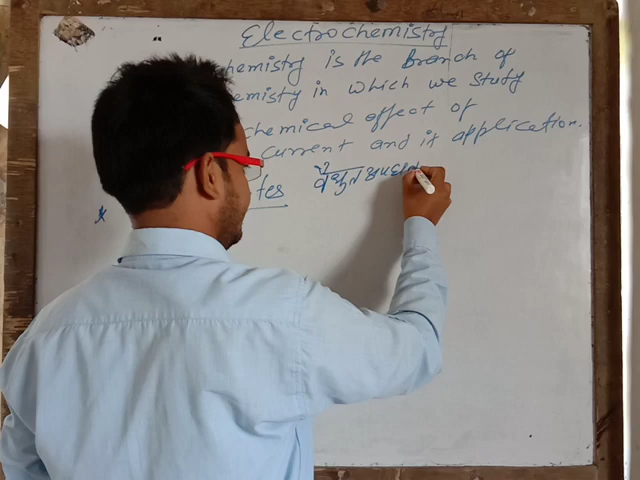 Electrochemistry
hemistry is the Branch of
emistry in which we study
chemical effect of
current and it application.
tes